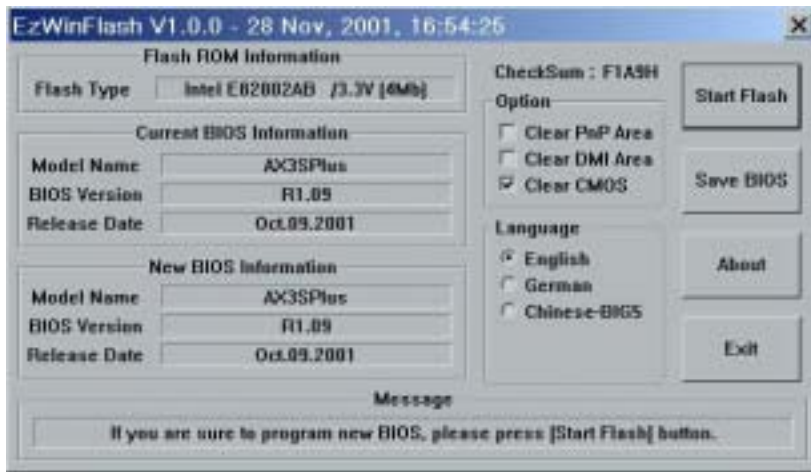 EzWinFlash V1.0.0 - 28 Nov, 2001, 16:54:25
Flash ROM Information
Flash Type Intel E82802AB /3.3V [4Mb]
Current BIOS Information
Model Name AX3SPlus
BIOS Version R1.09
Release Date Oct.09.2001
New BIOS Information
Model Name AX3SPlus
BIOS Version R1.09
Release Date Oct.09.2001
CheckSum : F1A9H
Option
Clear PnP Area
Clear DMI Area
Clear CMOS
Language
English
German
Chinese-BIG5
Start Flash
Save BIOS
About
Exit
Message
If you are sure to program new BIOS, please press [Start Flash] button.